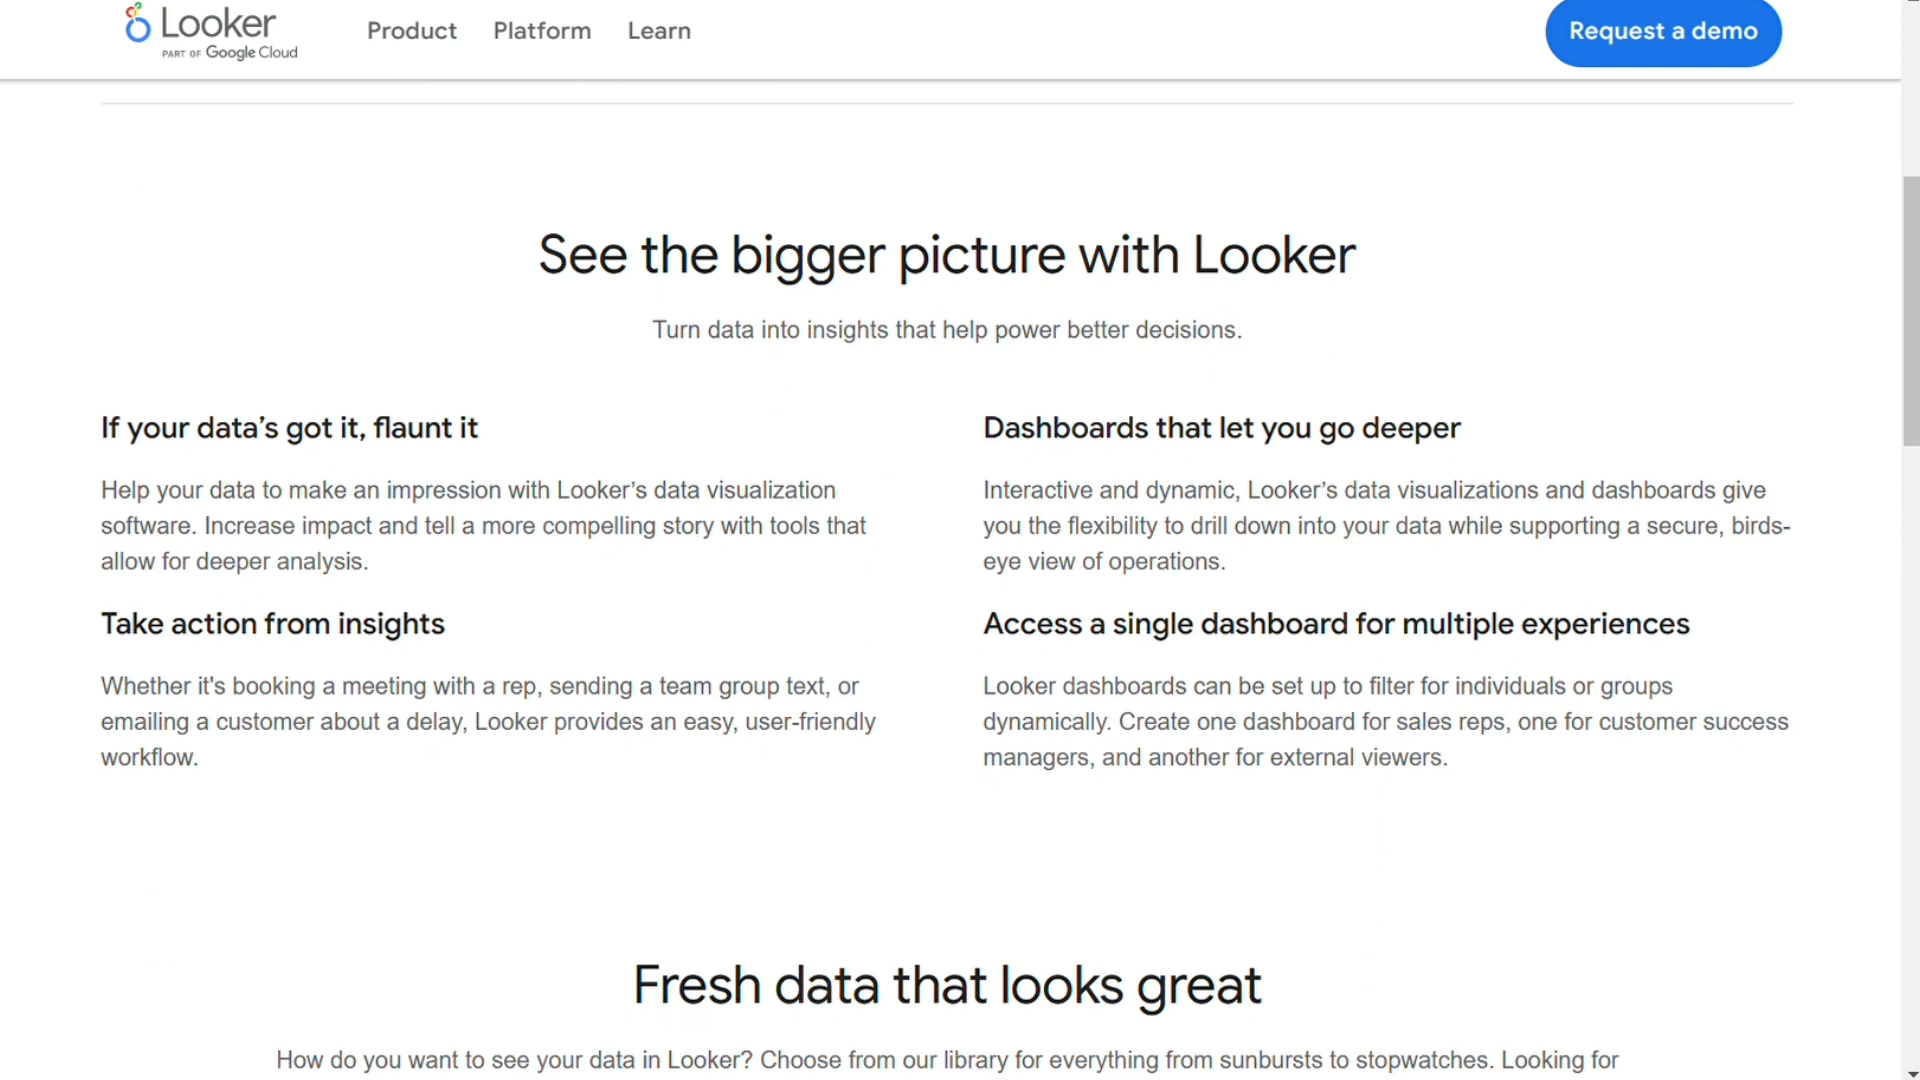 Looker
PART OF Google Cloud
Product
Platform
Learn
Request a demo
See the bigger picture with Looker
Turn data into insights that help power better decisions.
If your data’s got it, flaunt it
Help your data to make an impression with Looker’s data visualization
software. Increase impact and tell a more compelling story with tools that
allow for deeper analysis.
Dashboards that let you go deeper
Interactive and dynamic, Looker’s data visualizations and dashboards give
you the flexibility to drill down into your data while supporting a secure, birds-
eye view of operations.
Take action from insights
Whether it's booking a meeting with a rep, sending a team group text, or
emailing a customer about a delay, Looker provides an easy, user-friendly
workflow.
Access a single dashboard for multiple experiences
Looker dashboards can be set up to filter for individuals or groups
dynamically. Create one dashboard for sales reps, one for customer success
managers, and another for external viewers.
Fresh data that looks great
How do you want to see your data in Looker? Choose from our library for everything from sunbursts to stopwatches. Looking for